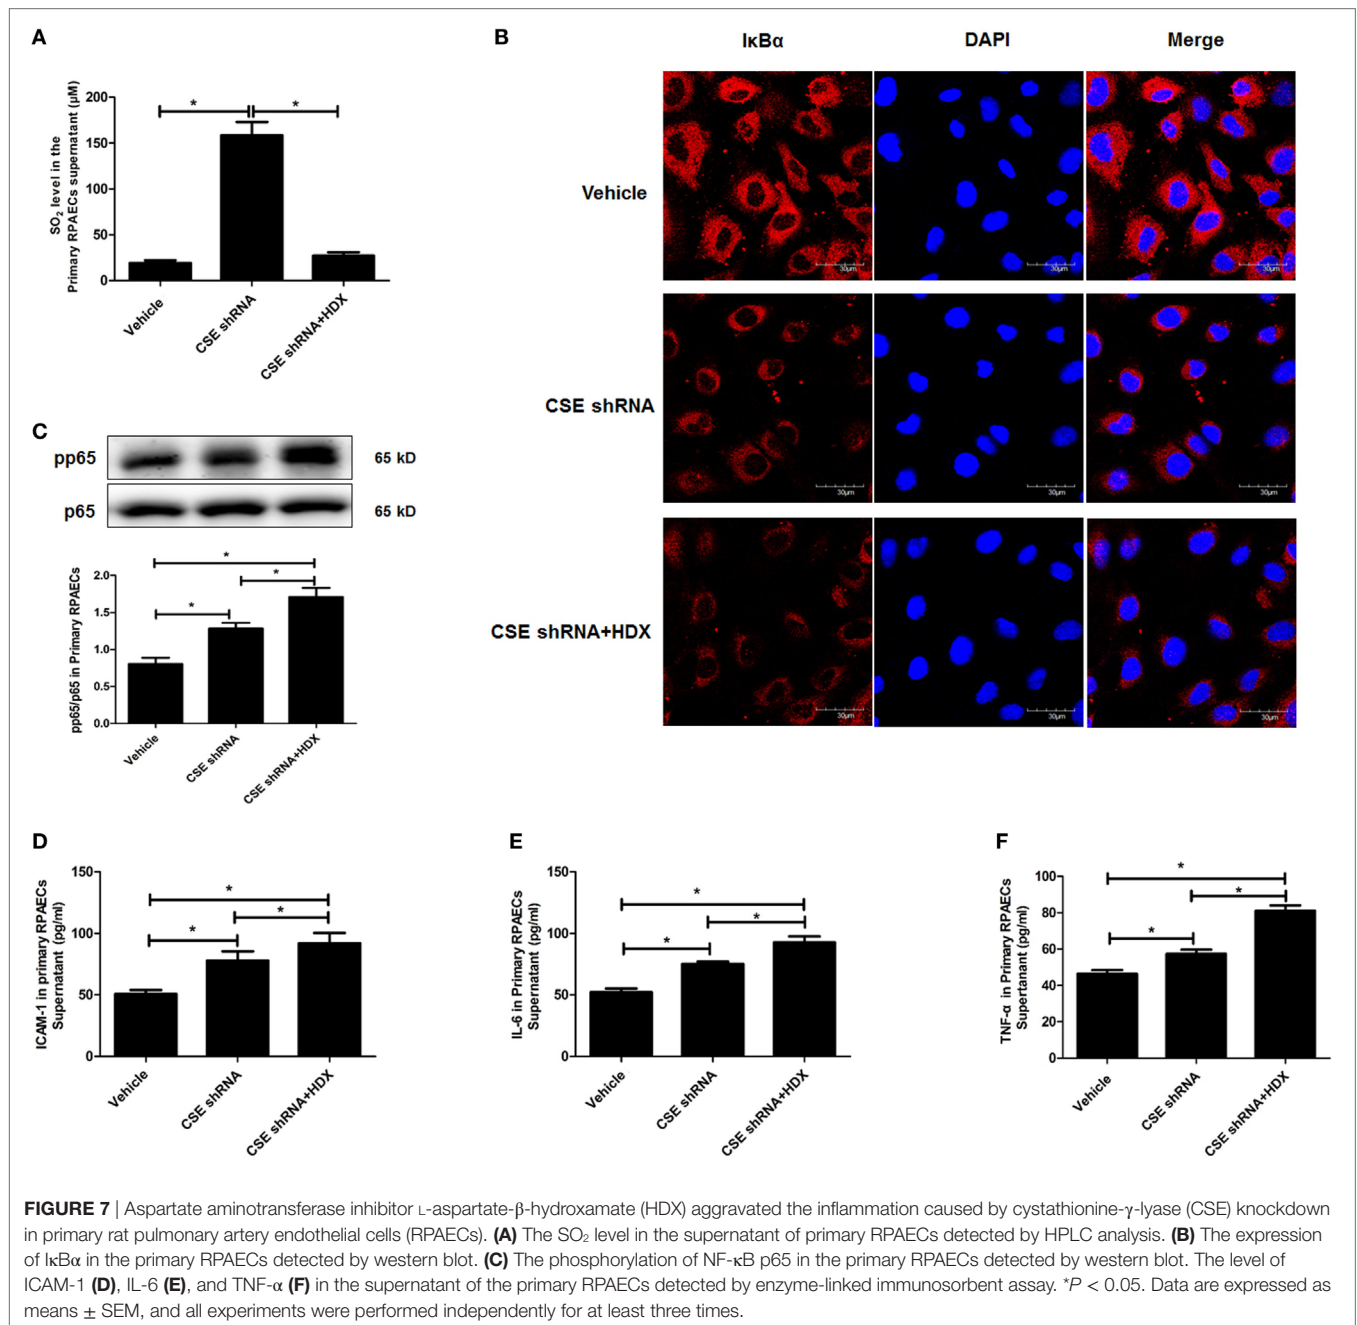 A
SO₂ level in the
Primary RPAECs supernatant (μM)
200
150
100
50
0
*
*
Vehicle
CSE shRNA
CSE shRNA+HDX
B
IκBα
DAPI
Merge
Vehicle
30μm
30μm
30μm
CSE shRNA
30μm
30μm
30μm
CSE shRNA+HDX
30μm
30μm
30μm
C
pp65
65 kD
p65
65 kD
pp65/p65 in Primary RPAECs
2.0
1.5
1.0
0.5
0.0
*
*
*
Vehicle
CSE shRNA
CSE shRNA+HDX
D
ICAM-1 in primary RPAECs
Supernatant (pg/ml)
150
100
50
0
*
*
*
Vehicle
CSE shRNA
CSE shRNA+HDX
E
IL-6 in Primary RPAECs
Supernatant (pg/ml)
150
100
50
0
*
*
*
Vehicle
CSE shRNA
CSE shRNA+HDX
F
TNF-α in Primary RPAECs
Supertanant (pg/ml)
100
80
60
40
20
0
*
*
*
Vehicle
CSE shRNA
CSE shRNA+HDX
FIGURE 7 | Aspartate aminotransferase inhibitor L-aspartate-β-hydroxamate (HDX) aggravated the inflammation caused by cystathionine-γ-lyase (CSE) knockdown
in primary rat pulmonary artery endothelial cells (RPAECs). (A) The SO₂ level in the supernatant of primary RPAECs detected by HPLC analysis. (B) The expression
of IκBα in the primary RPAECs detected by western blot. (C) The phosphorylation of NF-κB p65 in the primary RPAECs detected by western blot. The level of
ICAM-1 (D), IL-6 (E), and TNF-α (F) in the supernatant of the primary RPAECs detected by enzyme-linked immunosorbent assay. *P < 0.05. Data are expressed as
means ± SEM, and all experiments were performed independently for at least three times.